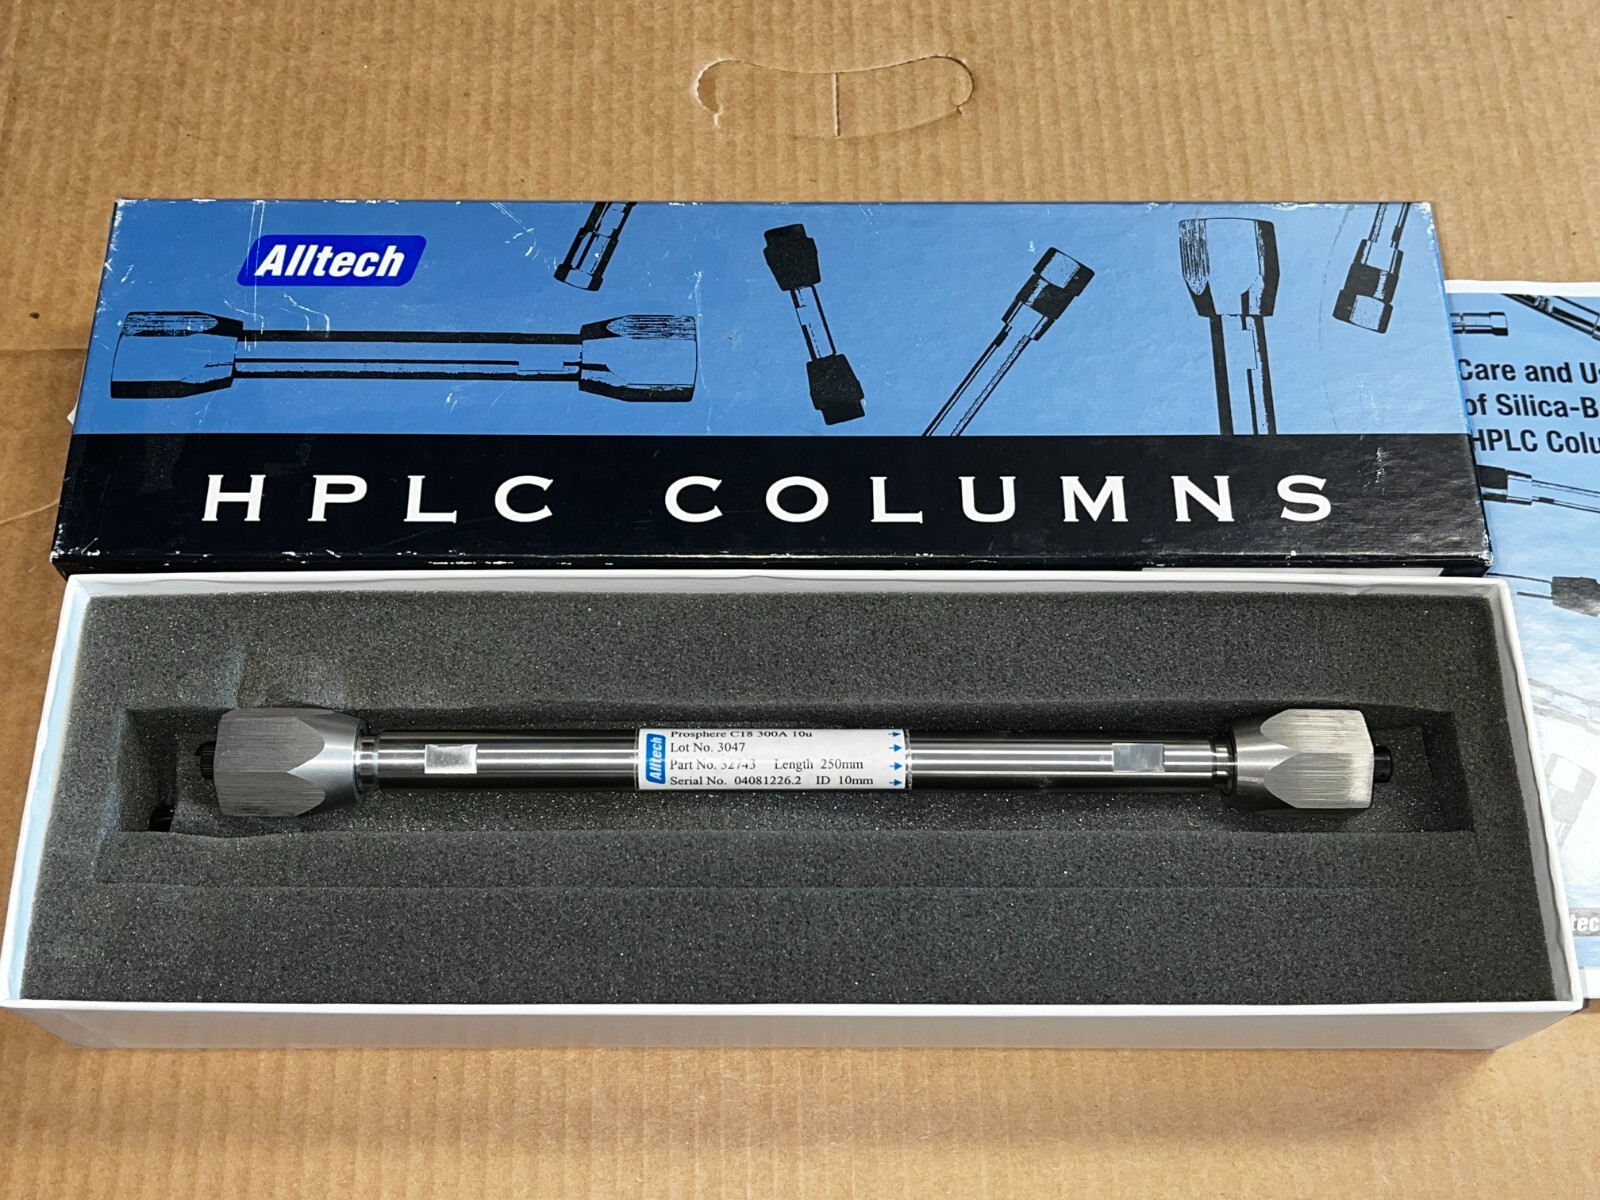 Alltech
HPLC COLUMNS
Care and
of Silica-B
HPLC Colu
Alltech
Prosphere C18 300A 10u
Lot No. 3047
Part No. 32743 Length 250mm
Serial No. 04081226.2 ID 10mm
tec